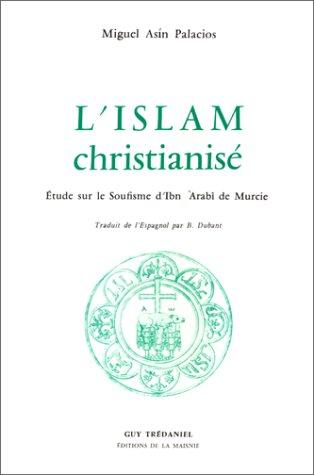 Miguel Asín Palacios
L'ISLAM
christianisé
Étude sur le Soufisme d'Ibn 'Arabî de Murcie
Traduit de l'Espagnol par B. Dubant
GUY TRÉDANIEL
ÉDITIONS DE LA MAISNIE